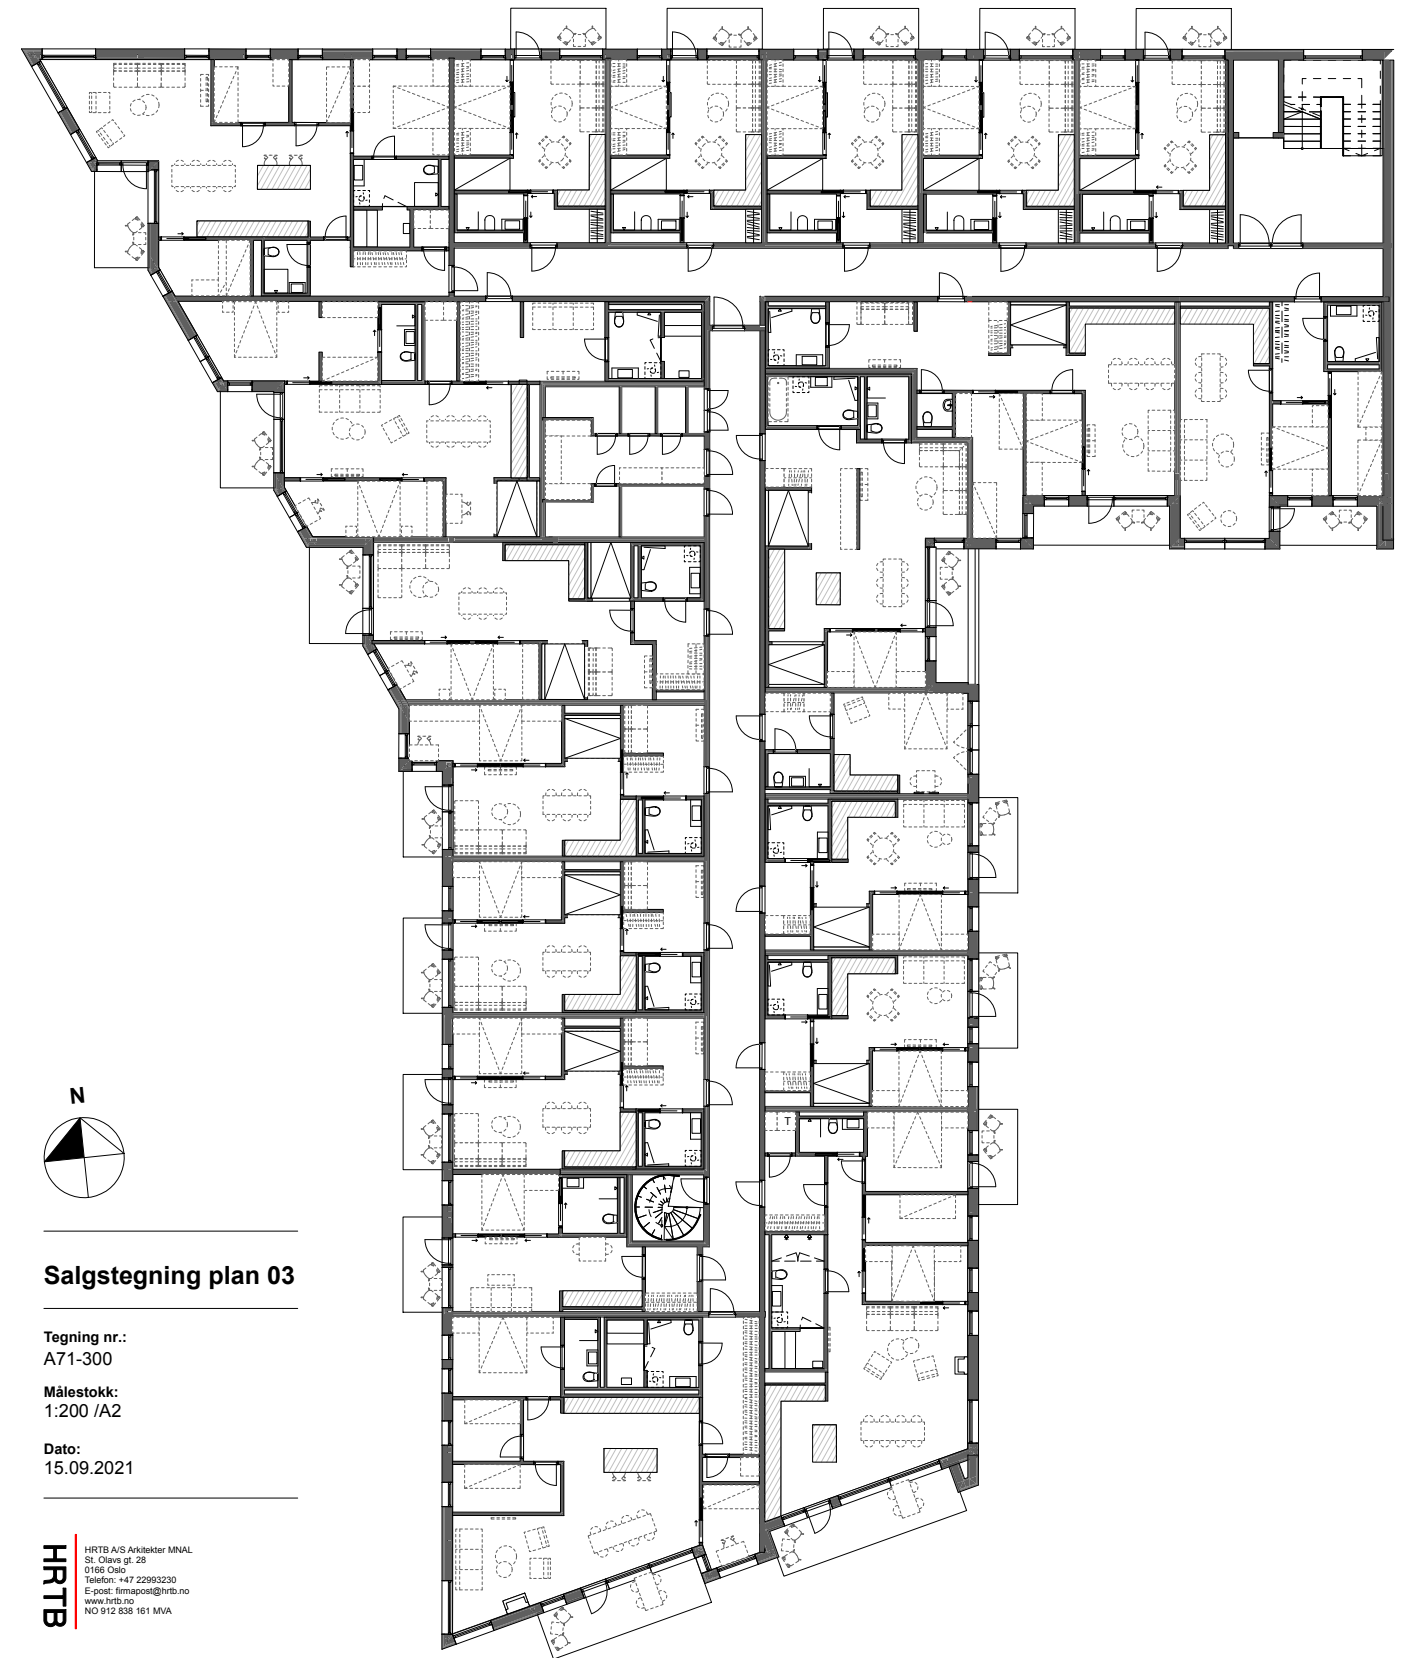 T
N
Salgstegning plan 03
Tegning nr.:
A71-300
Målestokk:
1:200 /A2
Dato:
15.09.2021
HRTB
HRTB A/S Arkitekter MNAL
St. Olavs gt. 28
0166 Oslo
Telefon: +47 22993230
E-post: firmapost@hrtb.no
www.hrtb.no
NO 912 838 161 MVA